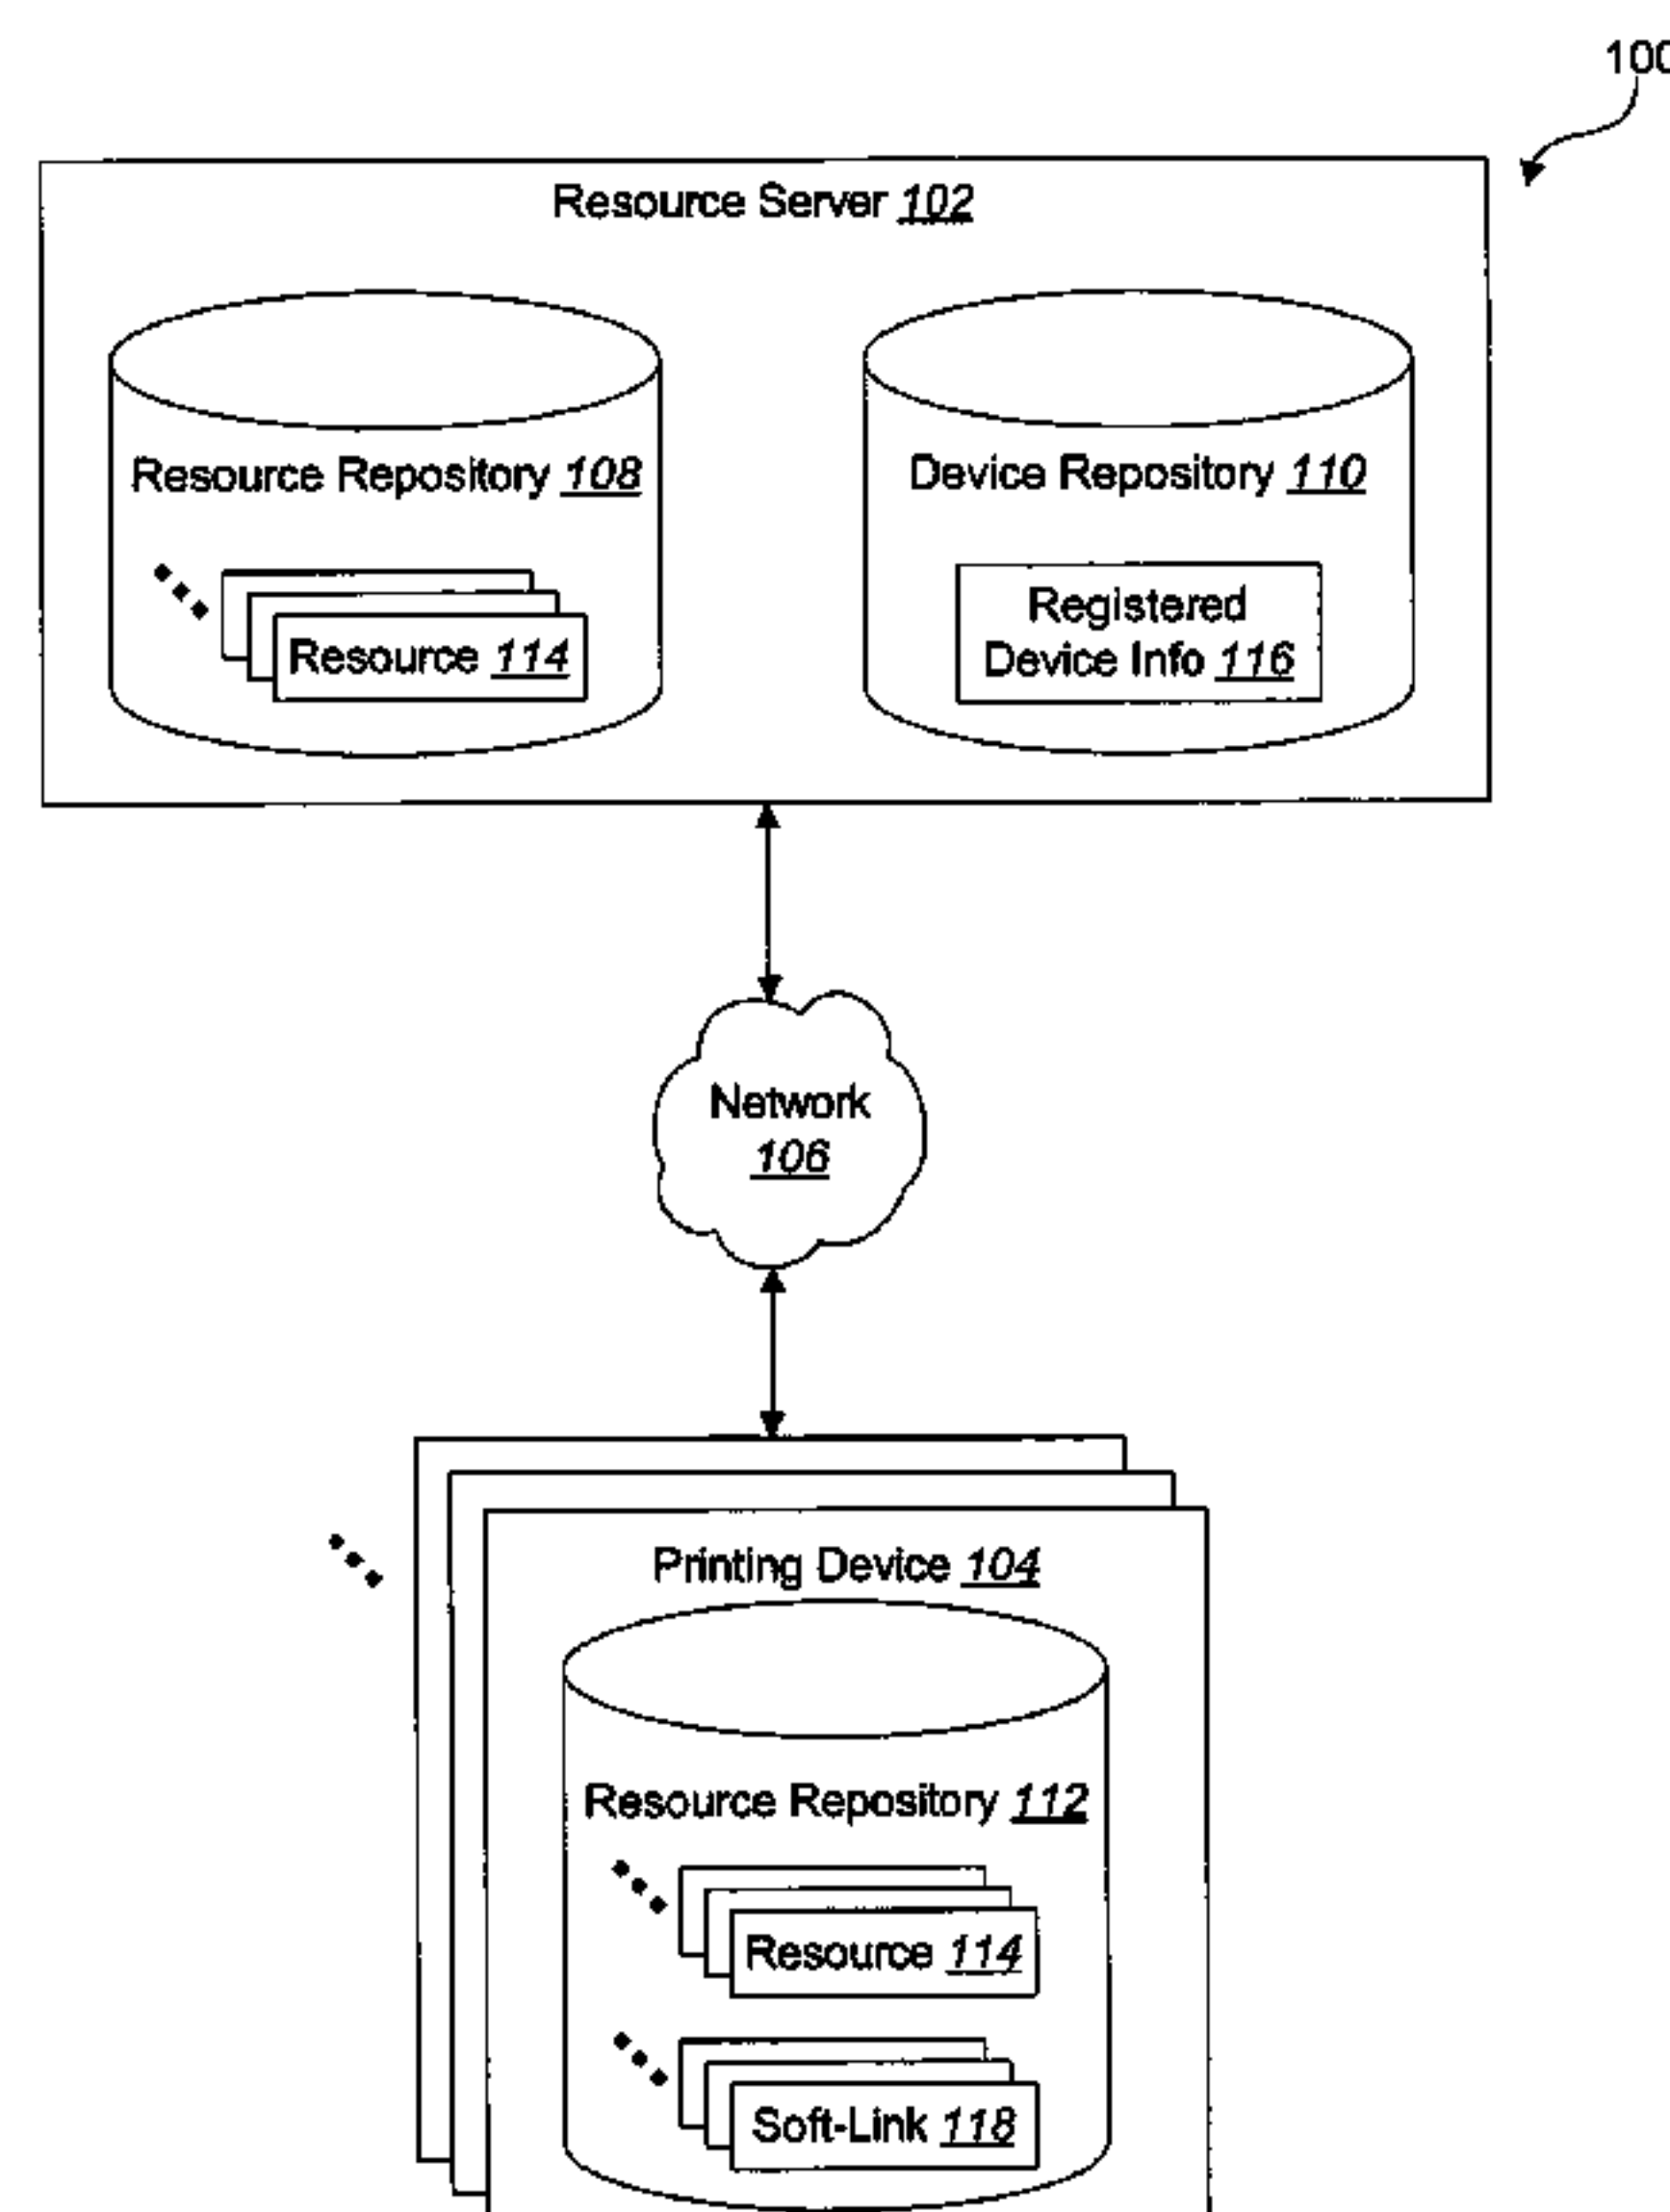 100
Resource Server 102
Resource Repository 108
Device Repository 110
Resource 114
Registered
Device Info 116
Network
106
Printing Device 104
Resource Repository 112
Resource 114
Soft-Link 118